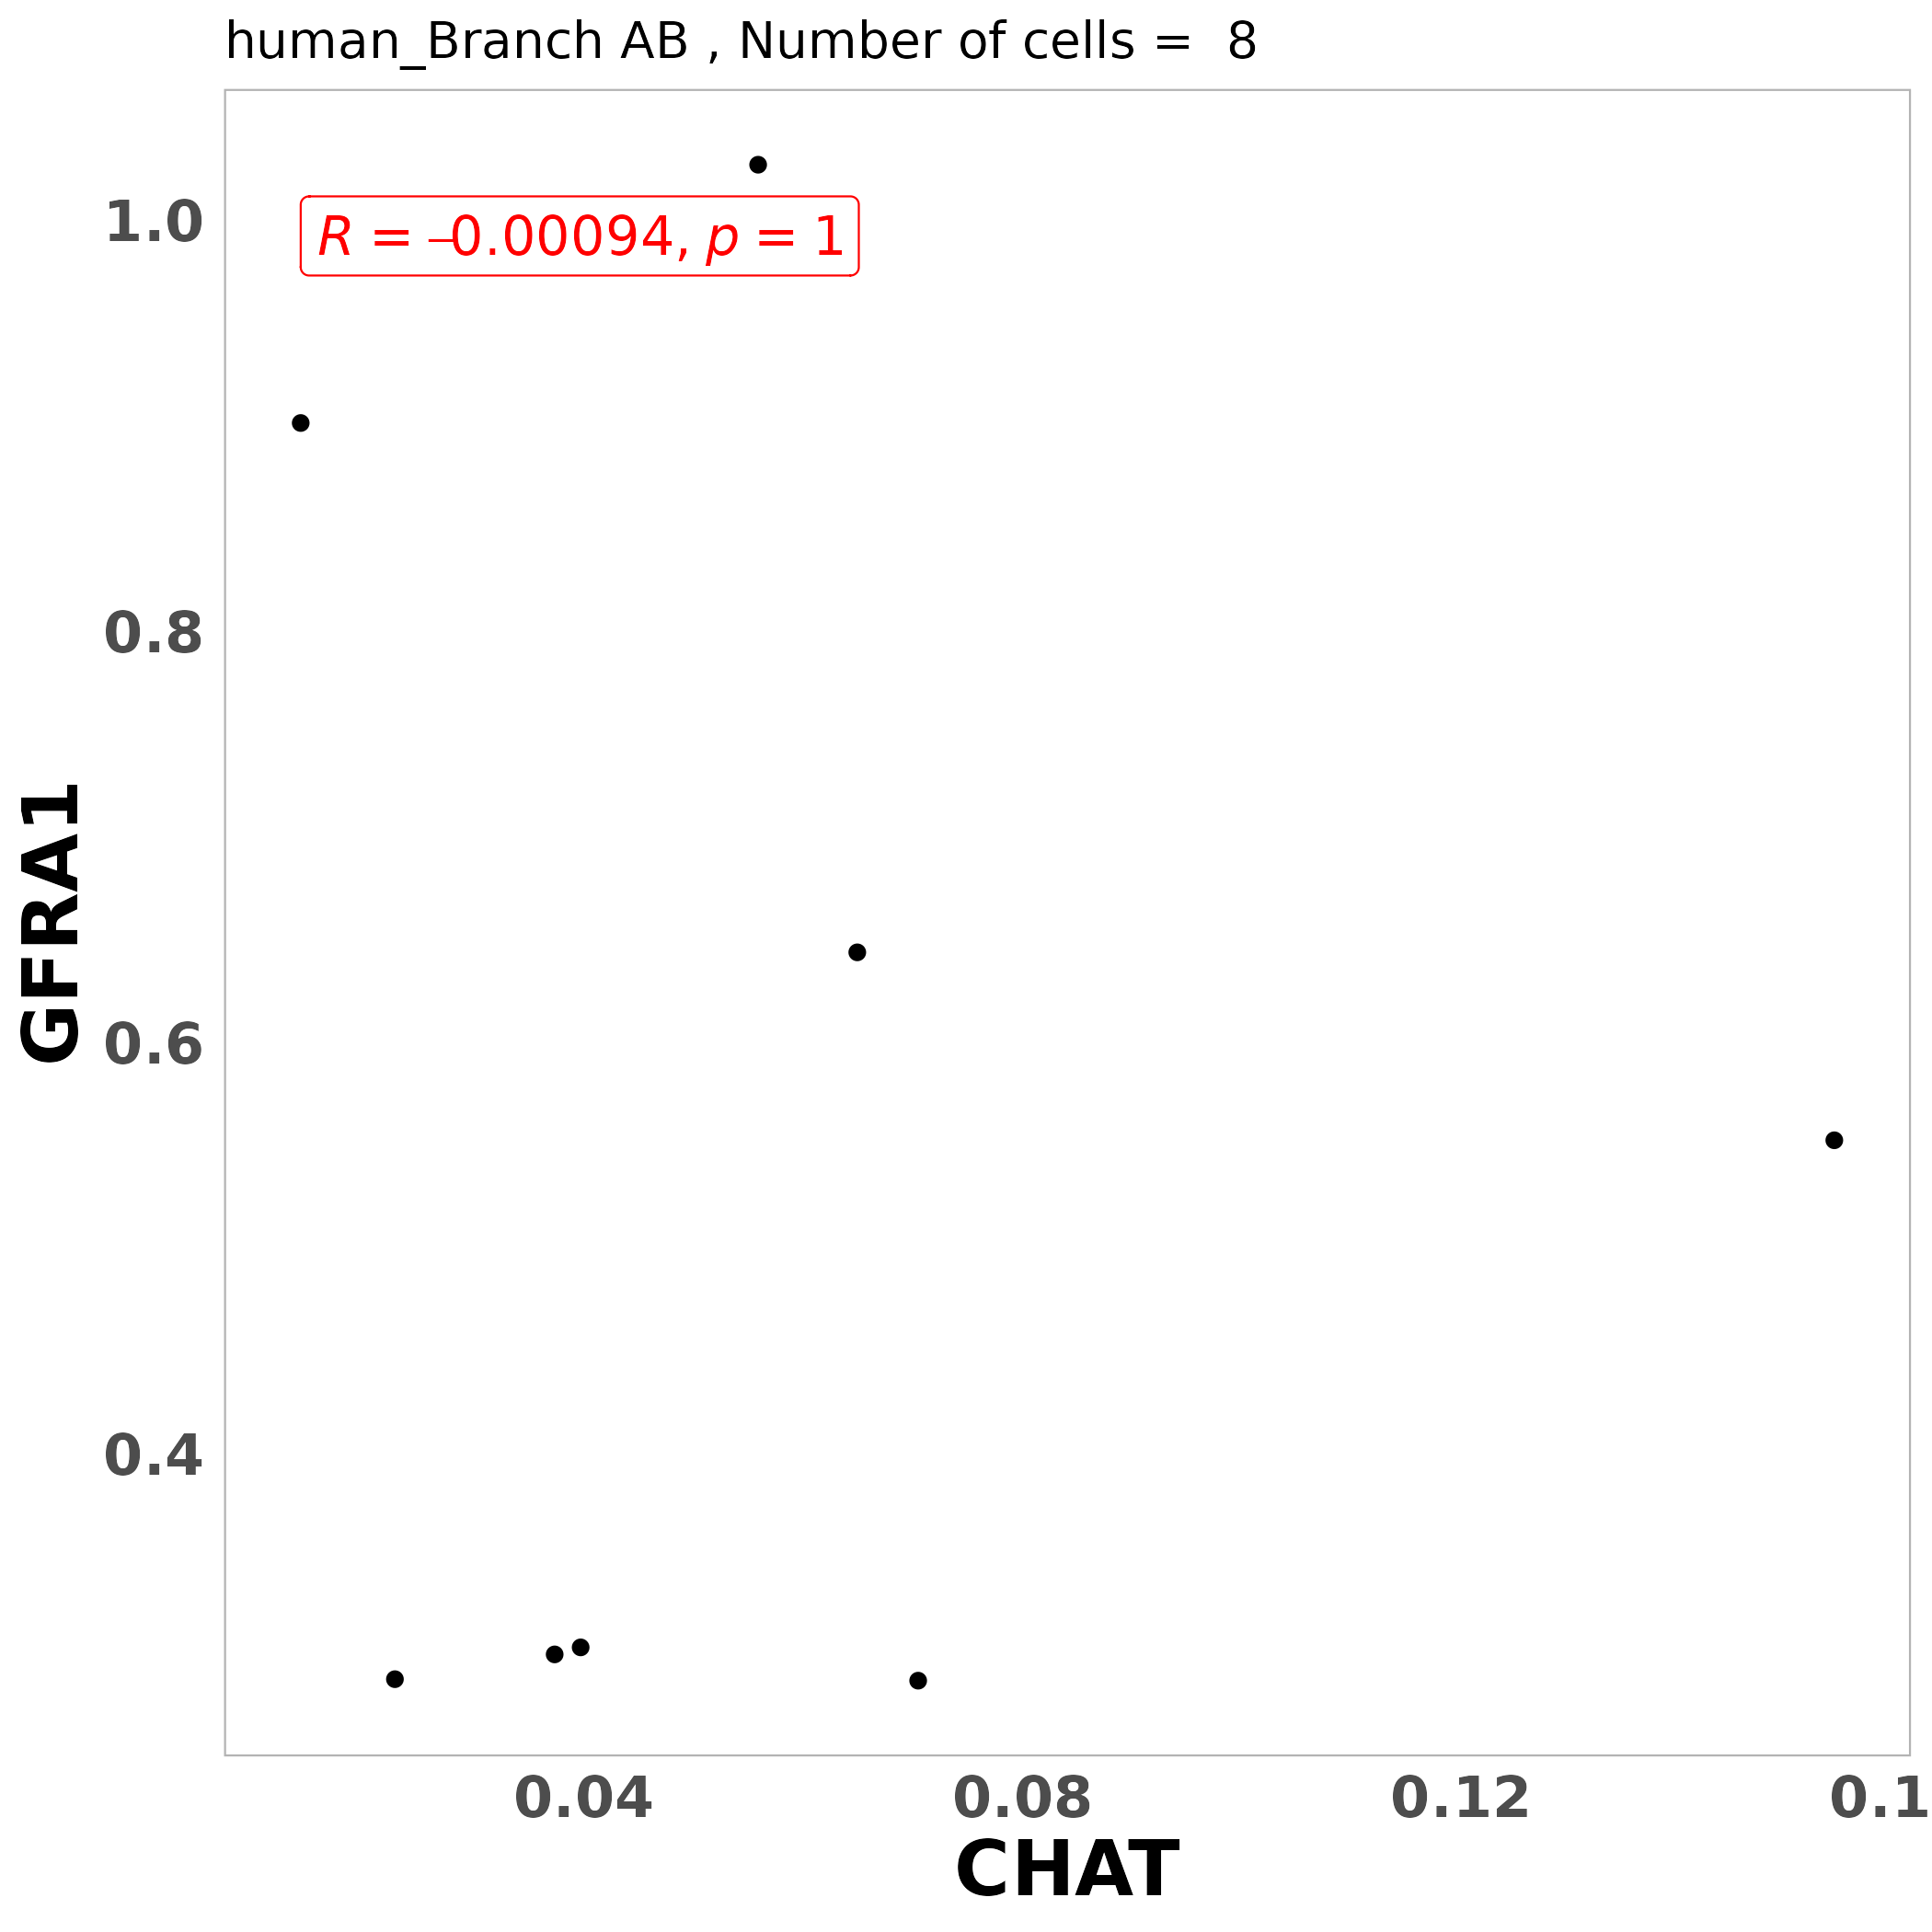 human_Branch AB , Number of cells =  8
R = –0.00094, p = 1
1.0
0.8
0.6
0.4
GFRA1
0.04 0.08 0.12 0.1
CHAT